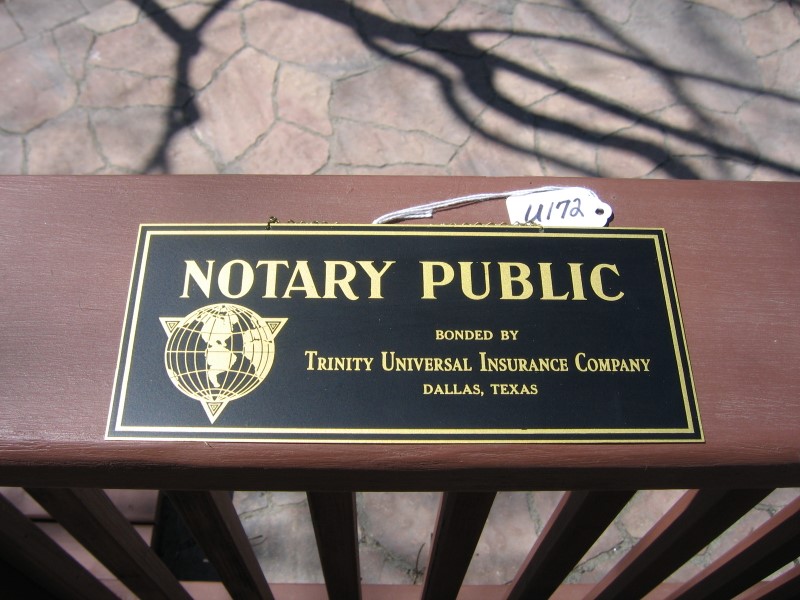 U172
NOTARY PUBLIC
BONDED BY
TRINITY UNIVERSAL INSURANCE COMPANY
DALLAS, TEXAS